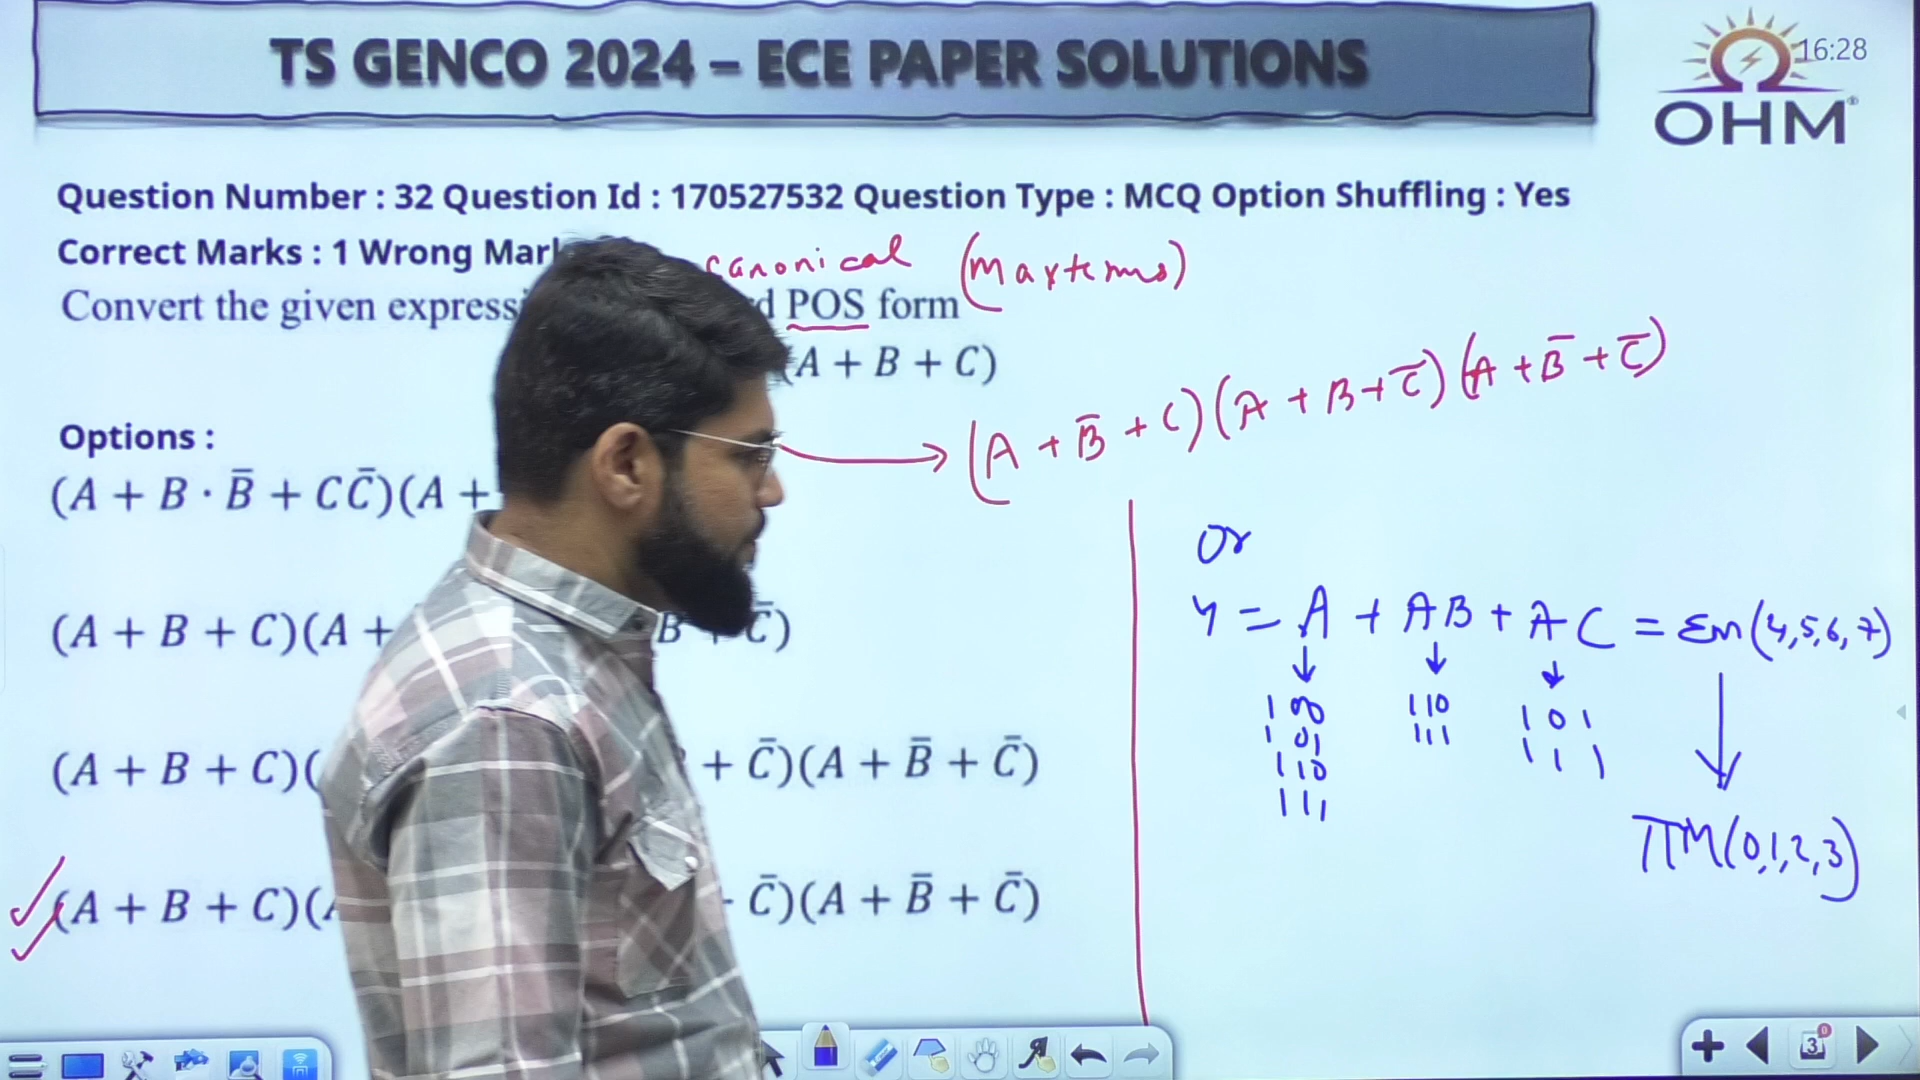 TS GENCO 2024 – ECE PAPER SOLUTIONS
16:28
OHM
Question Number : 32 Question Id : 170527532 Question Type : MCQ Option Shuffling : Yes
Correct Marks : 1 Wrong
canonical (maxterms)
Convert the given POS form
(A + B + C)
(A + B̅ + C)(A + B + C̅)(A + B̅ + C̅)
Options :
(A + B · B̅ + CC̅)(A +
or
(A + B + C)(A + B + C̅)
Y = A + AB + AC = Σm(4,5,6,7)
100 110 101
101 111 111
110
111
(A + B + C)( + C̅)(A + B̅ + C̅)
πM(0,1,2,3)
(A + B + C)( C̅)(A + B̅ + C̅)
3
0